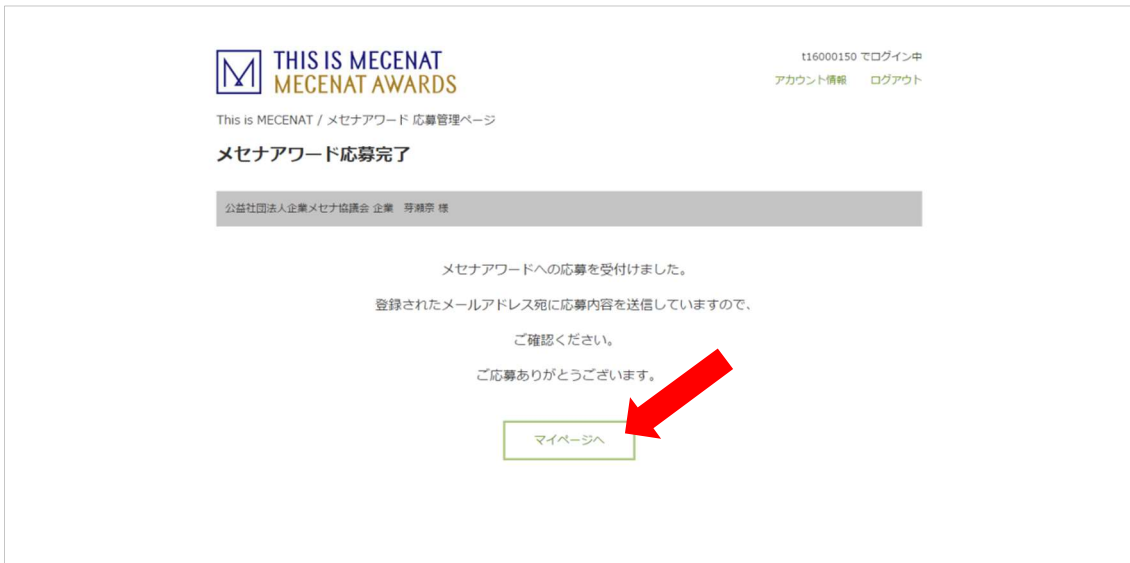 THIS IS MECENAT
MECENAT AWARDS
t16000150 でログイン中
アカウント情報 ログアウト
This is MECENAT / メセナアワード 応募管理ページ
メセナアワード応募完了
公益社団法人企業メセナ協議会 企業　芽瀬奈 様
メセナアワードへの応募を受付けました。
登録されたメールアドレス宛に応募内容を送信していますので、
ご確認ください。
ご応募ありがとうございます。
マイページへ